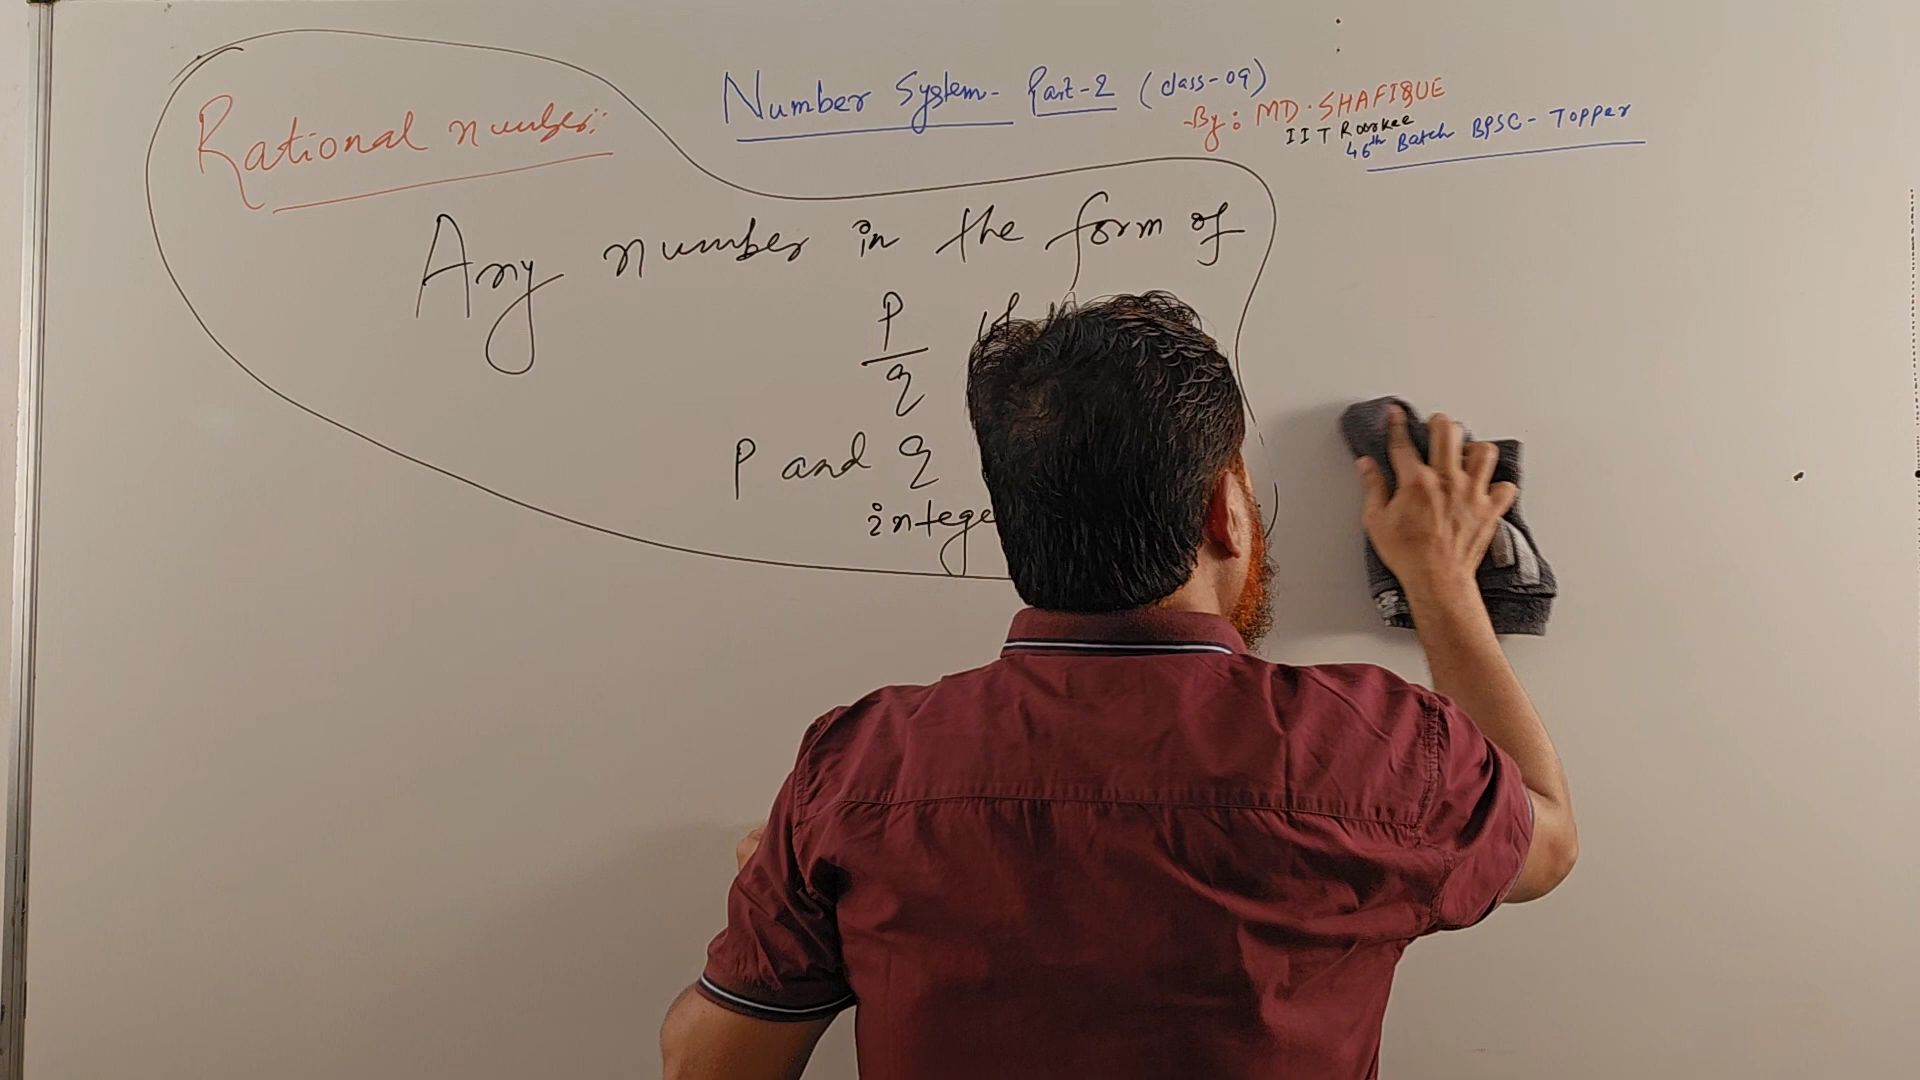 Number System- Part-2 (class-09)
-By: MD. SHAFIQUE
IIT Roorkee
46th Batch BPSC - Topper
Rational number:
Any number in the form of
p
q
p and q
intege